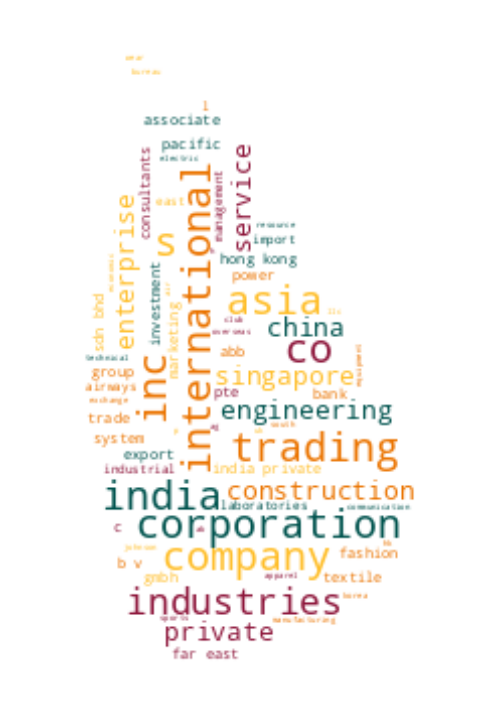 wear
bureau
l
associate
pacific
electric
consultants
service
management
east
enterprise
international
s
resource
import
hong kong
power
investment
sdn bhd
marketing
asia
llc
club
china
overseas
co
abb
technical
inc
group
singapore
equipment
airways
pte
bank
exchange
engineering
trade
south
system
trading
export
industrial
india private
india
construction
laboratories
communication
c
corporation
ab
johnson
company
fashion
b v
gmbh
apparel
textile
industries
korea
sports
manufacturing
private
far east